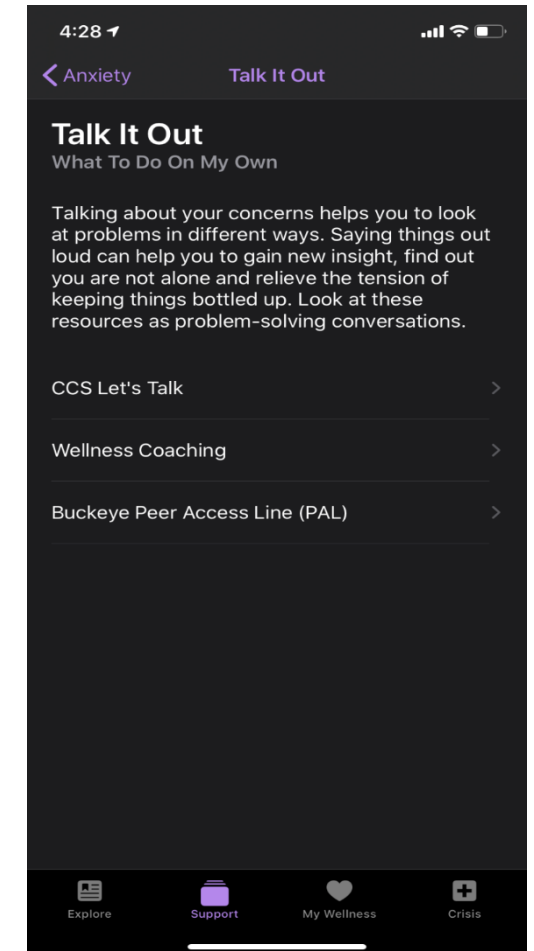 4:28
Anxiety
Talk It Out
Talk It Out
What To Do On My Own
Talking about your concerns helps you to look
at problems in different ways. Saying things out
loud can help you to gain new insight, find out
you are not alone and relieve the tension of
keeping things bottled up. Look at these
resources as problem-solving conversations.
CCS Let's Talk
Wellness Coaching
Buckeye Peer Access Line (PAL)
Explore
Support
My Wellness
Crisis